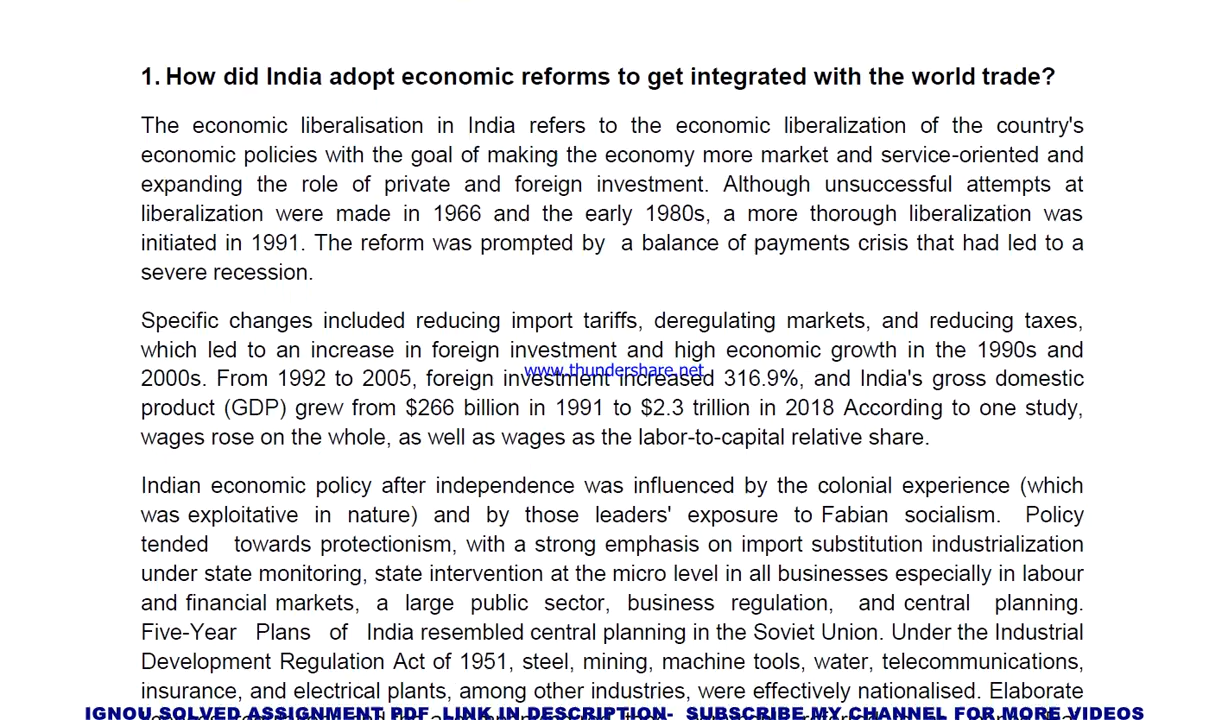 1. How did India adopt economic reforms to get integrated with the world trade?
The economic liberalisation in India refers to the economic liberalization of the country's
economic policies with the goal of making the economy more market and service-oriented and
expanding the role of private and foreign investment. Although unsuccessful attempts at
liberalization were made in 1966 and the early 1980s, a more thorough liberalization was
initiated in 1991. The reform was prompted by a balance of payments crisis that had led to a
severe recession.
Specific changes included reducing import tariffs, deregulating markets, and reducing taxes,
which led to an increase in foreign investment and high economic growth in the 1990s and
www.thundershare.net
2000s. From 1992 to 2005, foreign investment increased 316.9%, and India's gross domestic
product (GDP) grew from $266 billion in 1991 to $2.3 trillion in 2018 According to one study,
wages rose on the whole, as well as wages as the labor-to-capital relative share.
Indian economic policy after independence was influenced by the colonial experience (which
was exploitative in nature) and by those leaders' exposure to Fabian socialism. Policy
tended towards protectionism, with a strong emphasis on import substitution industrialization
under state monitoring, state intervention at the micro level in all businesses especially in labour
and financial markets, a large public sector, business regulation, and central planning.
Five-Year Plans of India resembled central planning in the Soviet Union. Under the Industrial
Development Regulation Act of 1951, steel, mining, machine tools, water, telecommunications,
insurance, and electrical plants, among other industries, were effectively nationalised. Elaborate
IGNOU SOLVED ASSIGNMENT PDF LINK IN DESCRIPTION- SUBSCRIBE MY CHANNEL FOR MORE VIDEOS